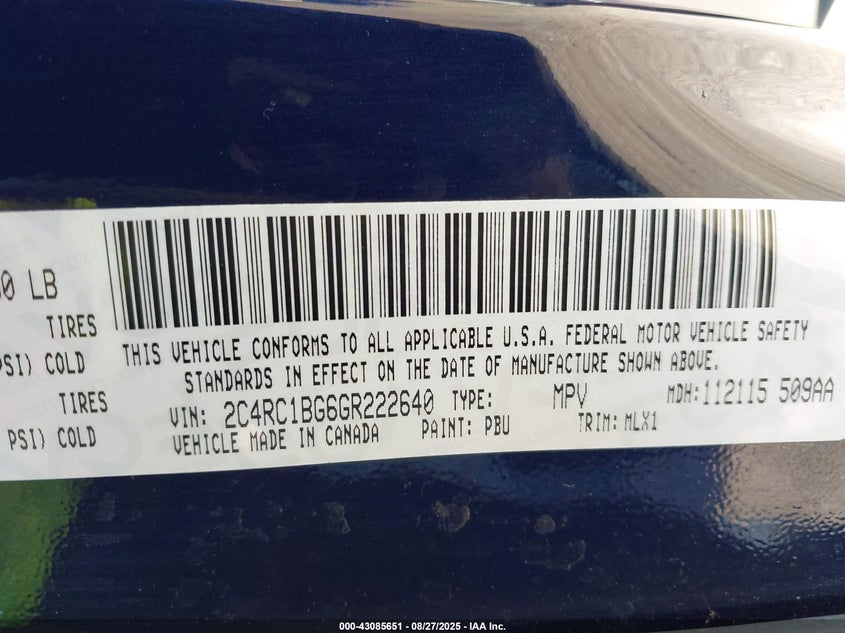 0 LB
TIRES
PSI) COLD
TIRES
PSI) COLD
THIS VEHICLE CONFORMS TO ALL APPLICABLE U.S.A. FEDERAL MOTOR VEHICLE SAFETY
STANDARDS IN EFFECT ON THE DATE OF MANUFACTURE SHOWN ABOVE.
VIN: 2C4RC1BG6GR222640 TYPE: MPV MDH:112115 509AA
VEHICLE MADE IN CANADA PAINT: PBU TRIM: MLX1
000-43085651 - 08/27/2025 - IAA Inc.